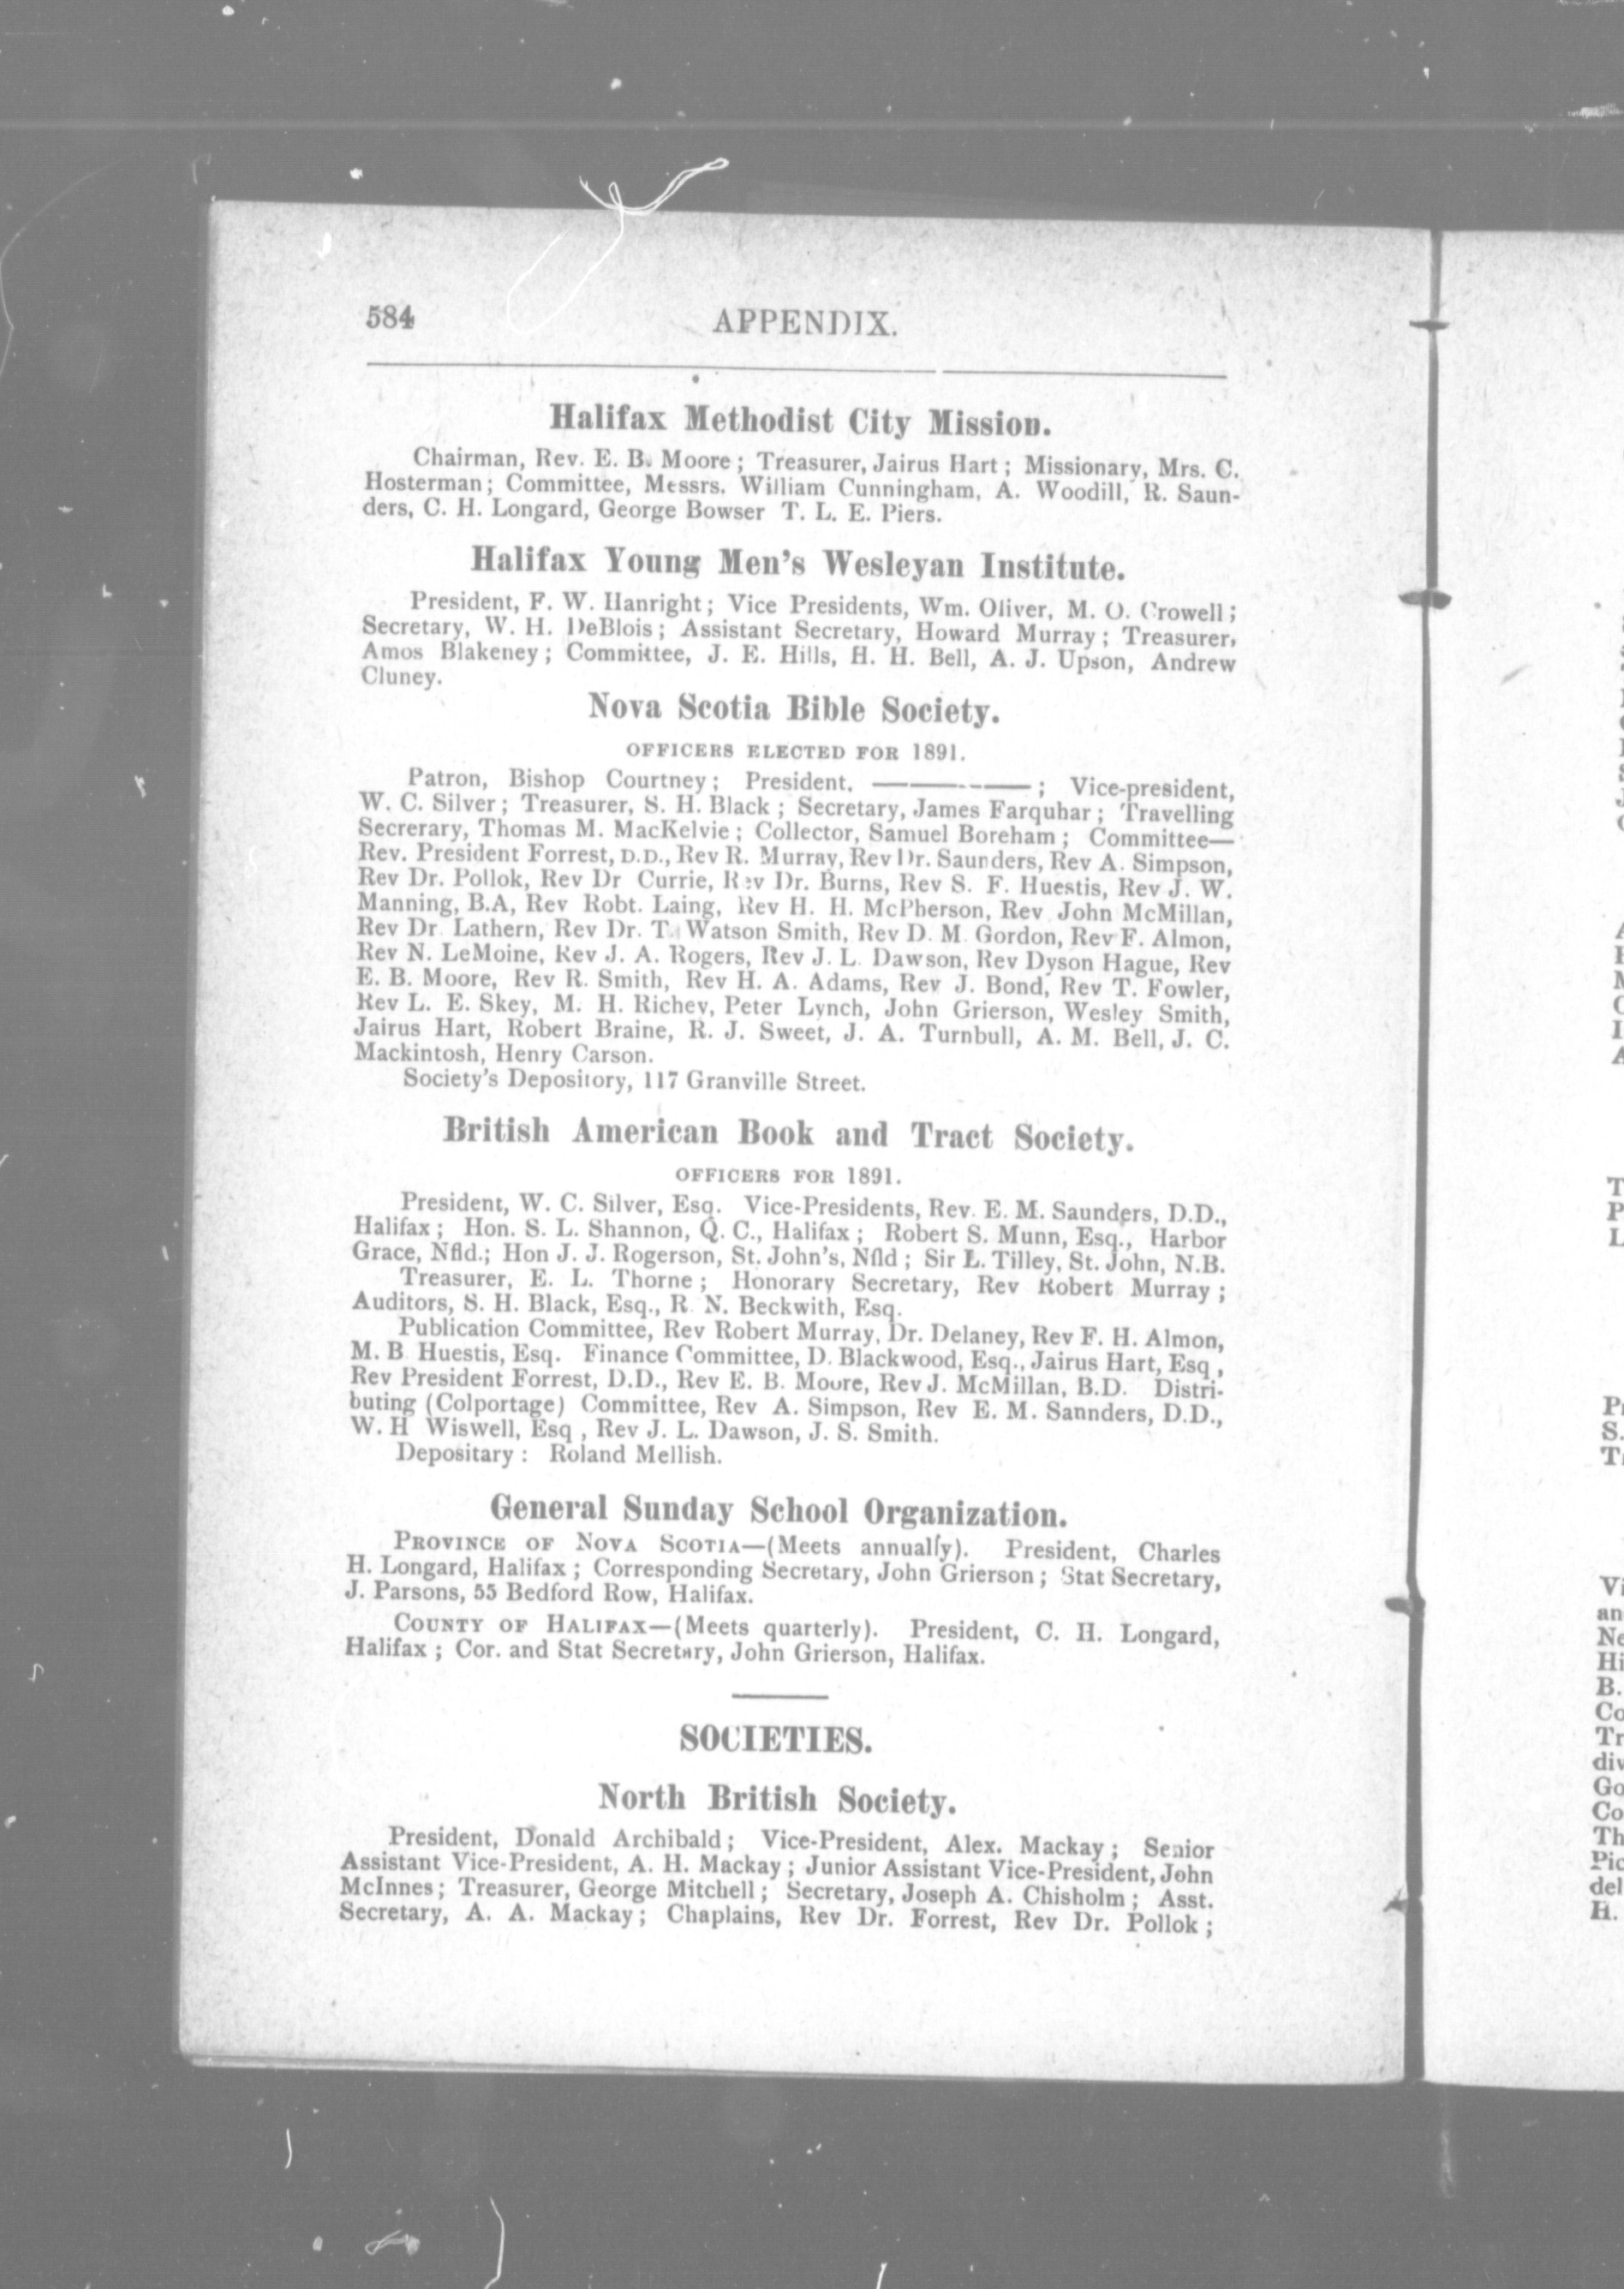 584
APPENDIX.
Halifax Methodist City Mission.
Chairman, Rev. E. B. Moore; Treasurer, Jairus Hart; Missionary, Mrs. C.
Hosterman; Committee, Messrs. William Cunningham, A. Woodill, R. Saun-
ders, C. H. Longard, George Bowser T. L. E. Piers.
Halifax Young Men's Wesleyan Institute.
President, F. W. Hanright; Vice Presidents, Wm. Oliver, M. O. Crowell;
Secretary, W. H. DeBlois; Assistant Secretary, Howard Murray; Treasurer,
Amos Blakeney; Committee, J. E. Hills, H. H. Bell, A. J. Upson, Andrew
Cluney.
Nova Scotia Bible Society.
OFFICERS ELECTED FOR 1891.
Patron, Bishop Courtney; President, ————; Vice-president,
W. C. Silver; Treasurer, S. H. Black; Secretary, James Farquhar; Travelling
Secrerary, Thomas M. MacKelvie; Collector, Samuel Boreham; Committee—
Rev. President Forrest, D.D., Rev R. Murray, Rev Dr. Saunders, Rev A. Simpson,
Rev Dr. Pollok, Rev Dr Currie, Rev Dr. Burns, Rev S. F. Huestis, Rev J. W.
Manning, B.A, Rev Robt. Laing, Rev H. H. McPherson, Rev John McMillan,
Rev Dr Lathern, Rev Dr. T. Watson Smith, Rev D. M. Gordon, Rev F. Almon,
Rev N. LeMoine, Rev J. A. Rogers, Rev J. L. Dawson, Rev Dyson Hague, Rev
E. B. Moore, Rev R. Smith, Rev H. A. Adams, Rev J. Bond, Rev T. Fowler,
Rev L. E. Skey, M. H. Richey, Peter Lynch, John Grierson, Wesley Smith,
Jairus Hart, Robert Braine, R. J. Sweet, J. A. Turnbull, A. M. Bell, J. C.
Mackintosh, Henry Carson.
Society's Depository, 117 Granville Street.
British American Book and Tract Society.
OFFICERS FOR 1891.
President, W. C. Silver, Esq. Vice-Presidents, Rev. E. M. Saunders, D.D.,
Halifax; Hon. S. L. Shannon, Q. C., Halifax; Robert S. Munn, Esq., Harbor
Grace, Nfld.; Hon J. J. Rogerson, St. John's, Nfld; Sir L. Tilley, St. John, N.B.
Treasurer, E. L. Thorne; Honorary Secretary, Rev Robert Murray;
Auditors, S. H. Black, Esq., R. N. Beckwith, Esq.
Publication Committee, Rev Robert Murray, Dr. Delaney, Rev F. H. Almon,
M. B. Huestis, Esq. Finance Committee, D. Blackwood, Esq., Jairus Hart, Esq,
Rev President Forrest, D.D., Rev E. B. Moore, Rev J. McMillan, B.D. Distri-
buting (Colportage) Committee, Rev A. Simpson, Rev E. M. Sannders, D.D.,
W. H Wiswell, Esq, Rev J. L. Dawson, J. S. Smith.
Depositary: Roland Mellish.
General Sunday School Organization.
PROVINCE OF NOVA SCOTIA—(Meets annually). President, Charles
H. Longard, Halifax; Corresponding Secretary, John Grierson; Stat Secretary,
J. Parsons, 55 Bedford Row, Halifax.
COUNTY OF HALIFAX—(Meets quarterly). President, C. H. Longard,
Halifax; Cor. and Stat Secretary, John Grierson, Halifax.
SOCIETIES.
North British Society.
President, Donald Archibald; Vice-President, Alex. Mackay; Senior
Assistant Vice-President, A. H. Mackay; Junior Assistant Vice-President, John
McInnes; Treasurer, George Mitchell; Secretary, Joseph A. Chisholm; Asst.
Secretary, A. A. Mackay; Chaplains, Rev Dr. Forrest, Rev Dr. Pollok;